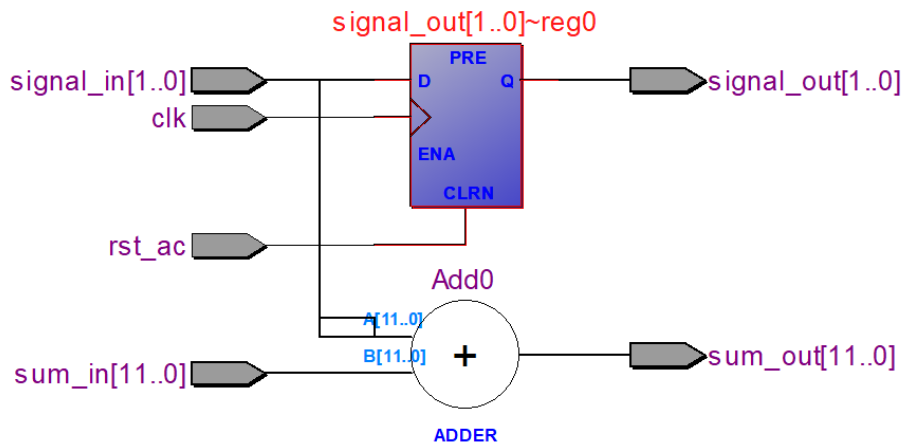 signal_out[1..0]~reg0
PRE
signal_in[1..0]
D
Q
signal_out[1..0]
clk
ENA
CLRN
rst_ac
Add0
A[11..0]
B[11..0]
+
sum_in[11..0]
sum_out[11..0]
ADDER